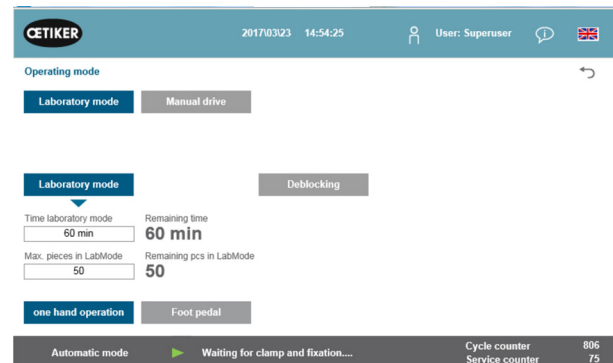 OETIKER
2017\03\23 14:54:25 User: Superuser
Operating mode
Laboratory mode Manual drive
Laboratory mode Deblocking
Time laboratory mode Remaining time
60 min 60 min
Max. pieces in LabMode Remaining pcs in LabMode
50 50
one hand operation Foot pedal
Automatic mode Waiting for clamp and fixation.... Cycle counter 806
Service counter 75